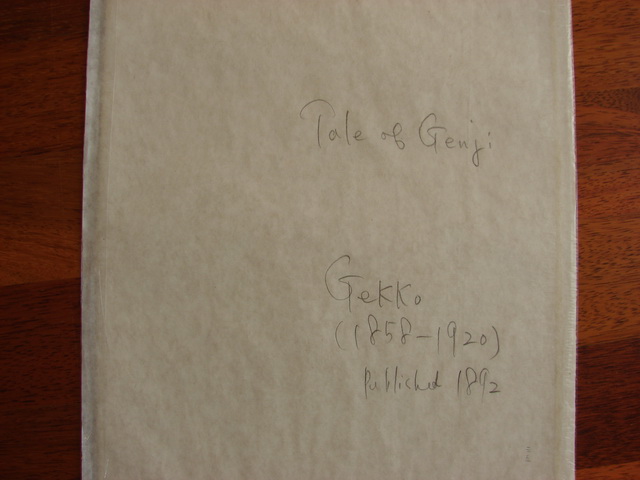 Tale of Genji
Gekko
(1858-1920)
Published 1892